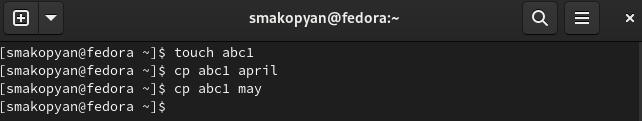 smakopyan@fedora:~
[smakopyan@fedora ~]$ touch abc1
[smakopyan@fedora ~]$ cp abc1 april
[smakopyan@fedora ~]$ cp abc1 may
[smakopyan@fedora ~]$